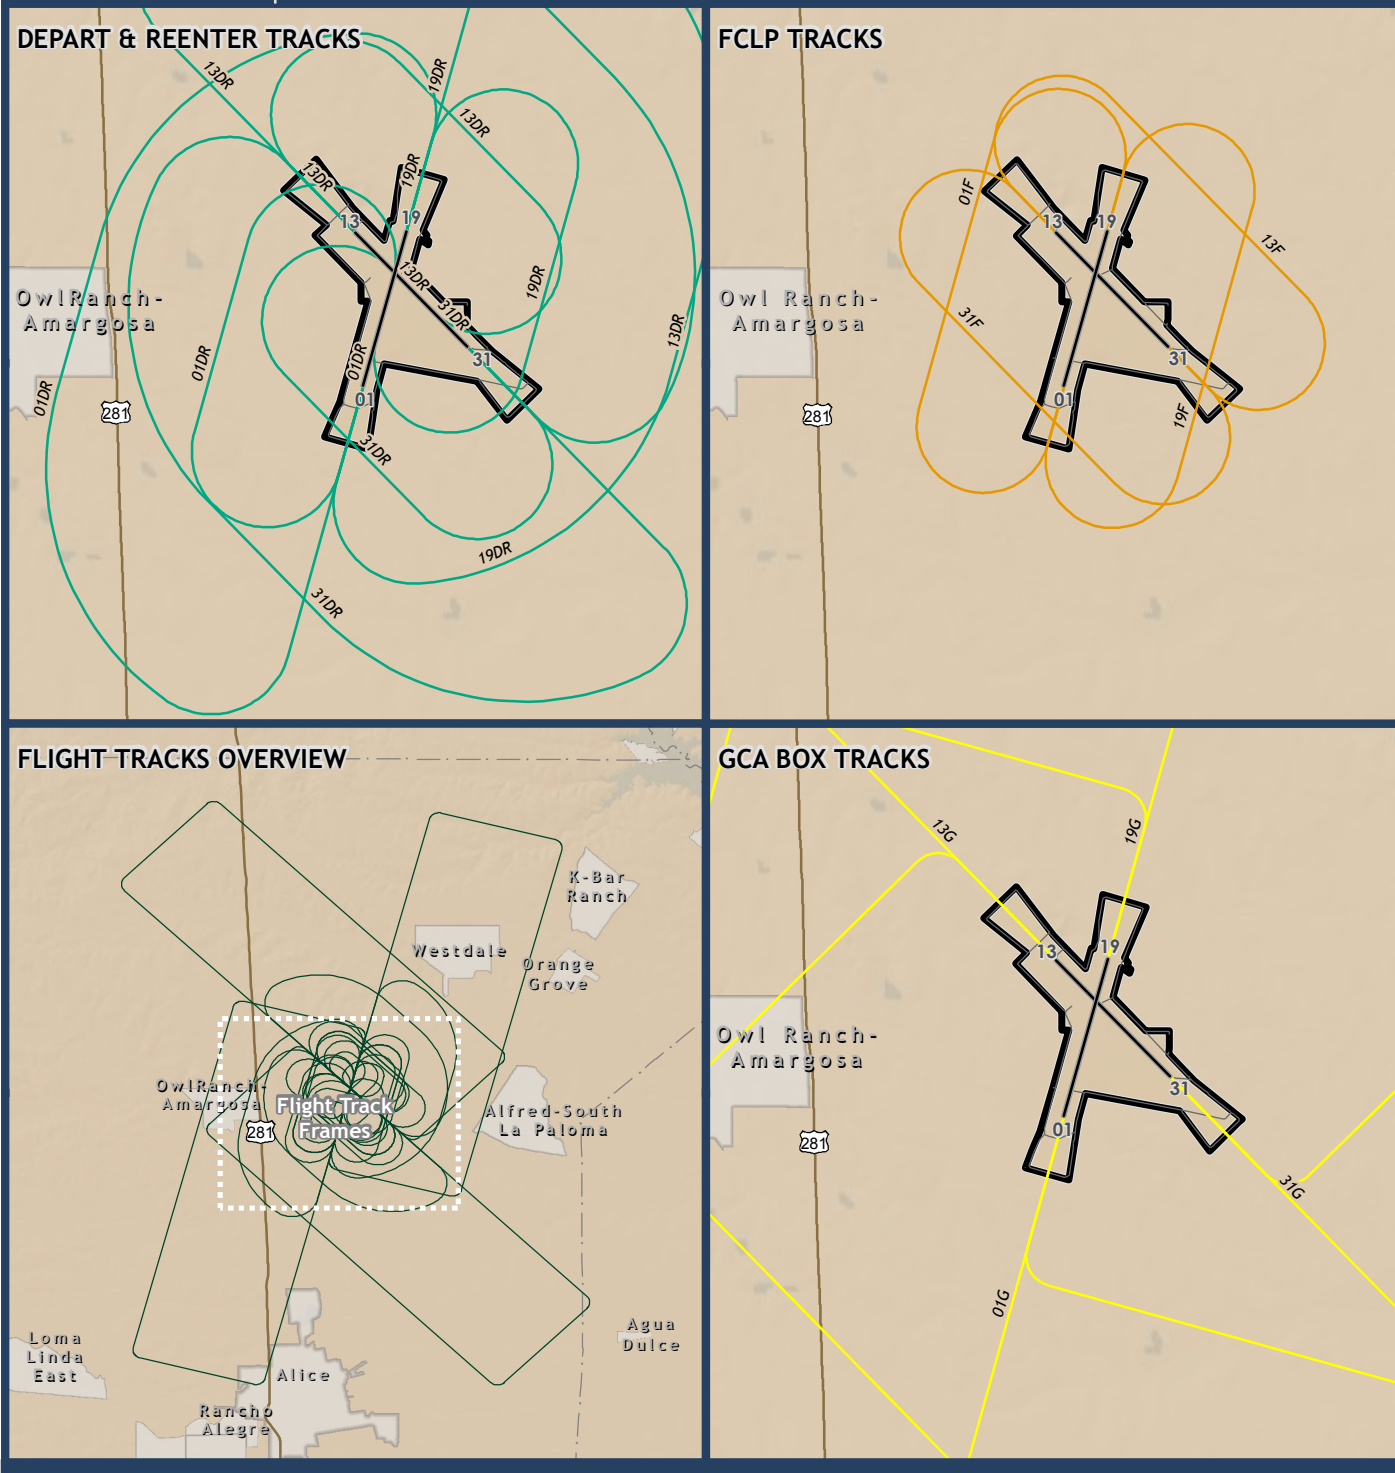 DEPART & REENTER TRACKS
13DR
19DR
13DR
13DR
19DR
13
19
13DR
19DR
31DR
OwlRanch-
Amargosa
13DR
01DR
01DR
31
01DR
01
281
31DR
19DR
31DR
FCLP TRACKS
01F
13
19
13F
Owl Ranch-
Amargosa
31F
31
01
19F
281
FLIGHT TRACKS OVERVIEW
K-Bar
Ranch
Westdale
Orange
Grove
OwlRanch-
Amargosa
Flight Track
Frames
281
Alfred-South
La Paloma
Loma
Linda
East
Agua
Dulce
Alice
Rancho
Alegre
GCA BOX TRACKS
13G
19G
13
19
Owl Ranch-
Amargosa
31
01
281
31G
01G